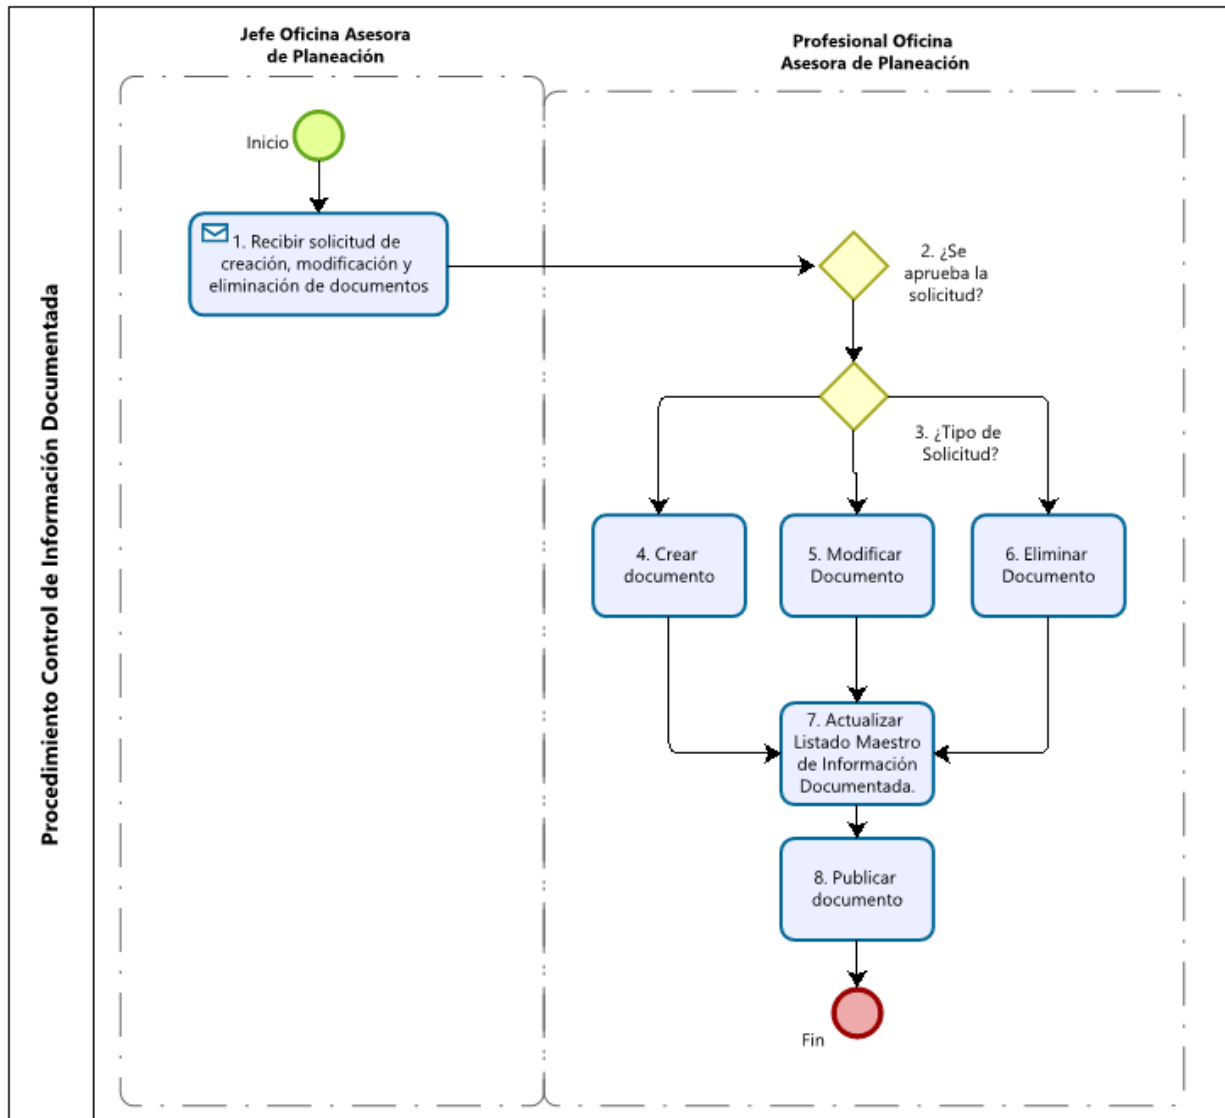 Procedimiento Control de Información Documentada
Jefe Oficina Asesora
de Planeación
Profesional Oficina
Asesora de Planeación
Inicio
1. Recibir solicitud de
creación, modificación y
eliminación de documentos
2. ¿Se
aprueba la
solicitud?
3. ¿Tipo de
Solicitud?
4. Crear
documento
5. Modificar
Documento
6. Eliminar
Documento
7. Actualizar
Listado Maestro
de Información
Documentada.
8. Publicar
documento
Fin